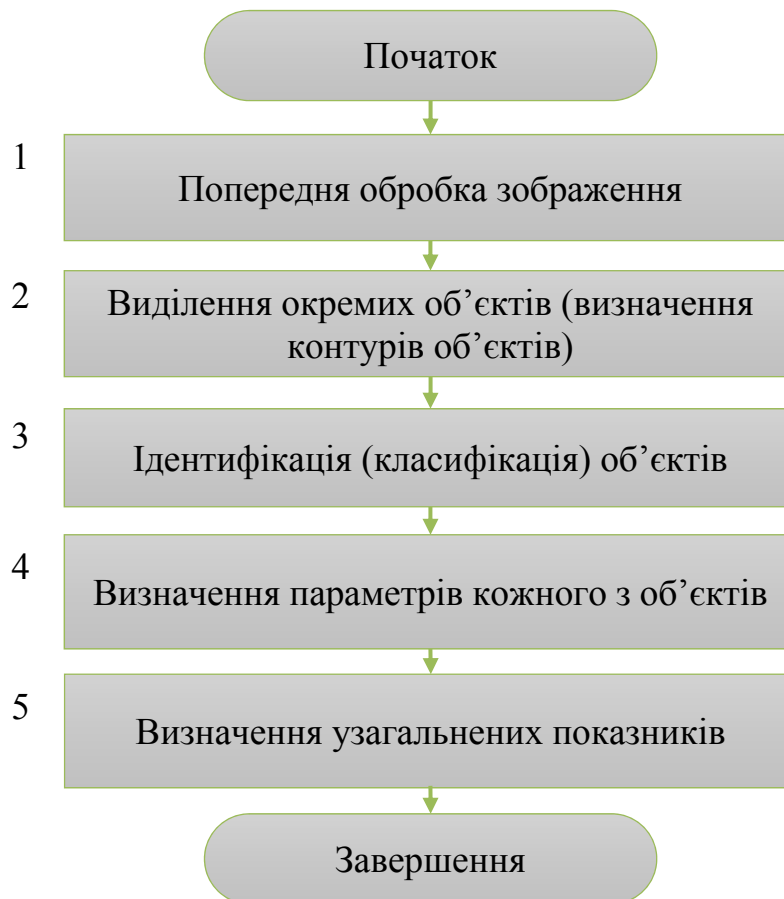 Початок
1
Попередня обробка зображення
2
Виділення окремих об’єктів (визначення
контурів об’єктів)
3
Ідентифікація (класифікація) об’єктів
4
Визначення параметрів кожного з об’єктів
5
Визначення узагальнених показників
Завершення